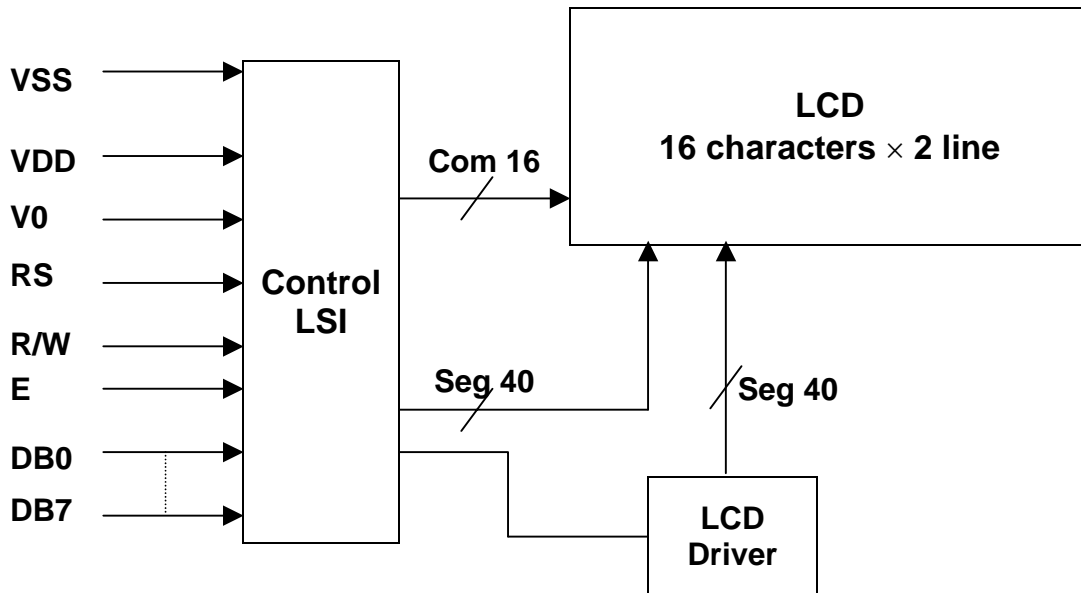 VSS
VDD
V0
RS
R/W
E
DB0
DB7
Control
LSI
Com 16
Seg 40
LCD
16 characters × 2 line
Seg 40
LCD
Driver